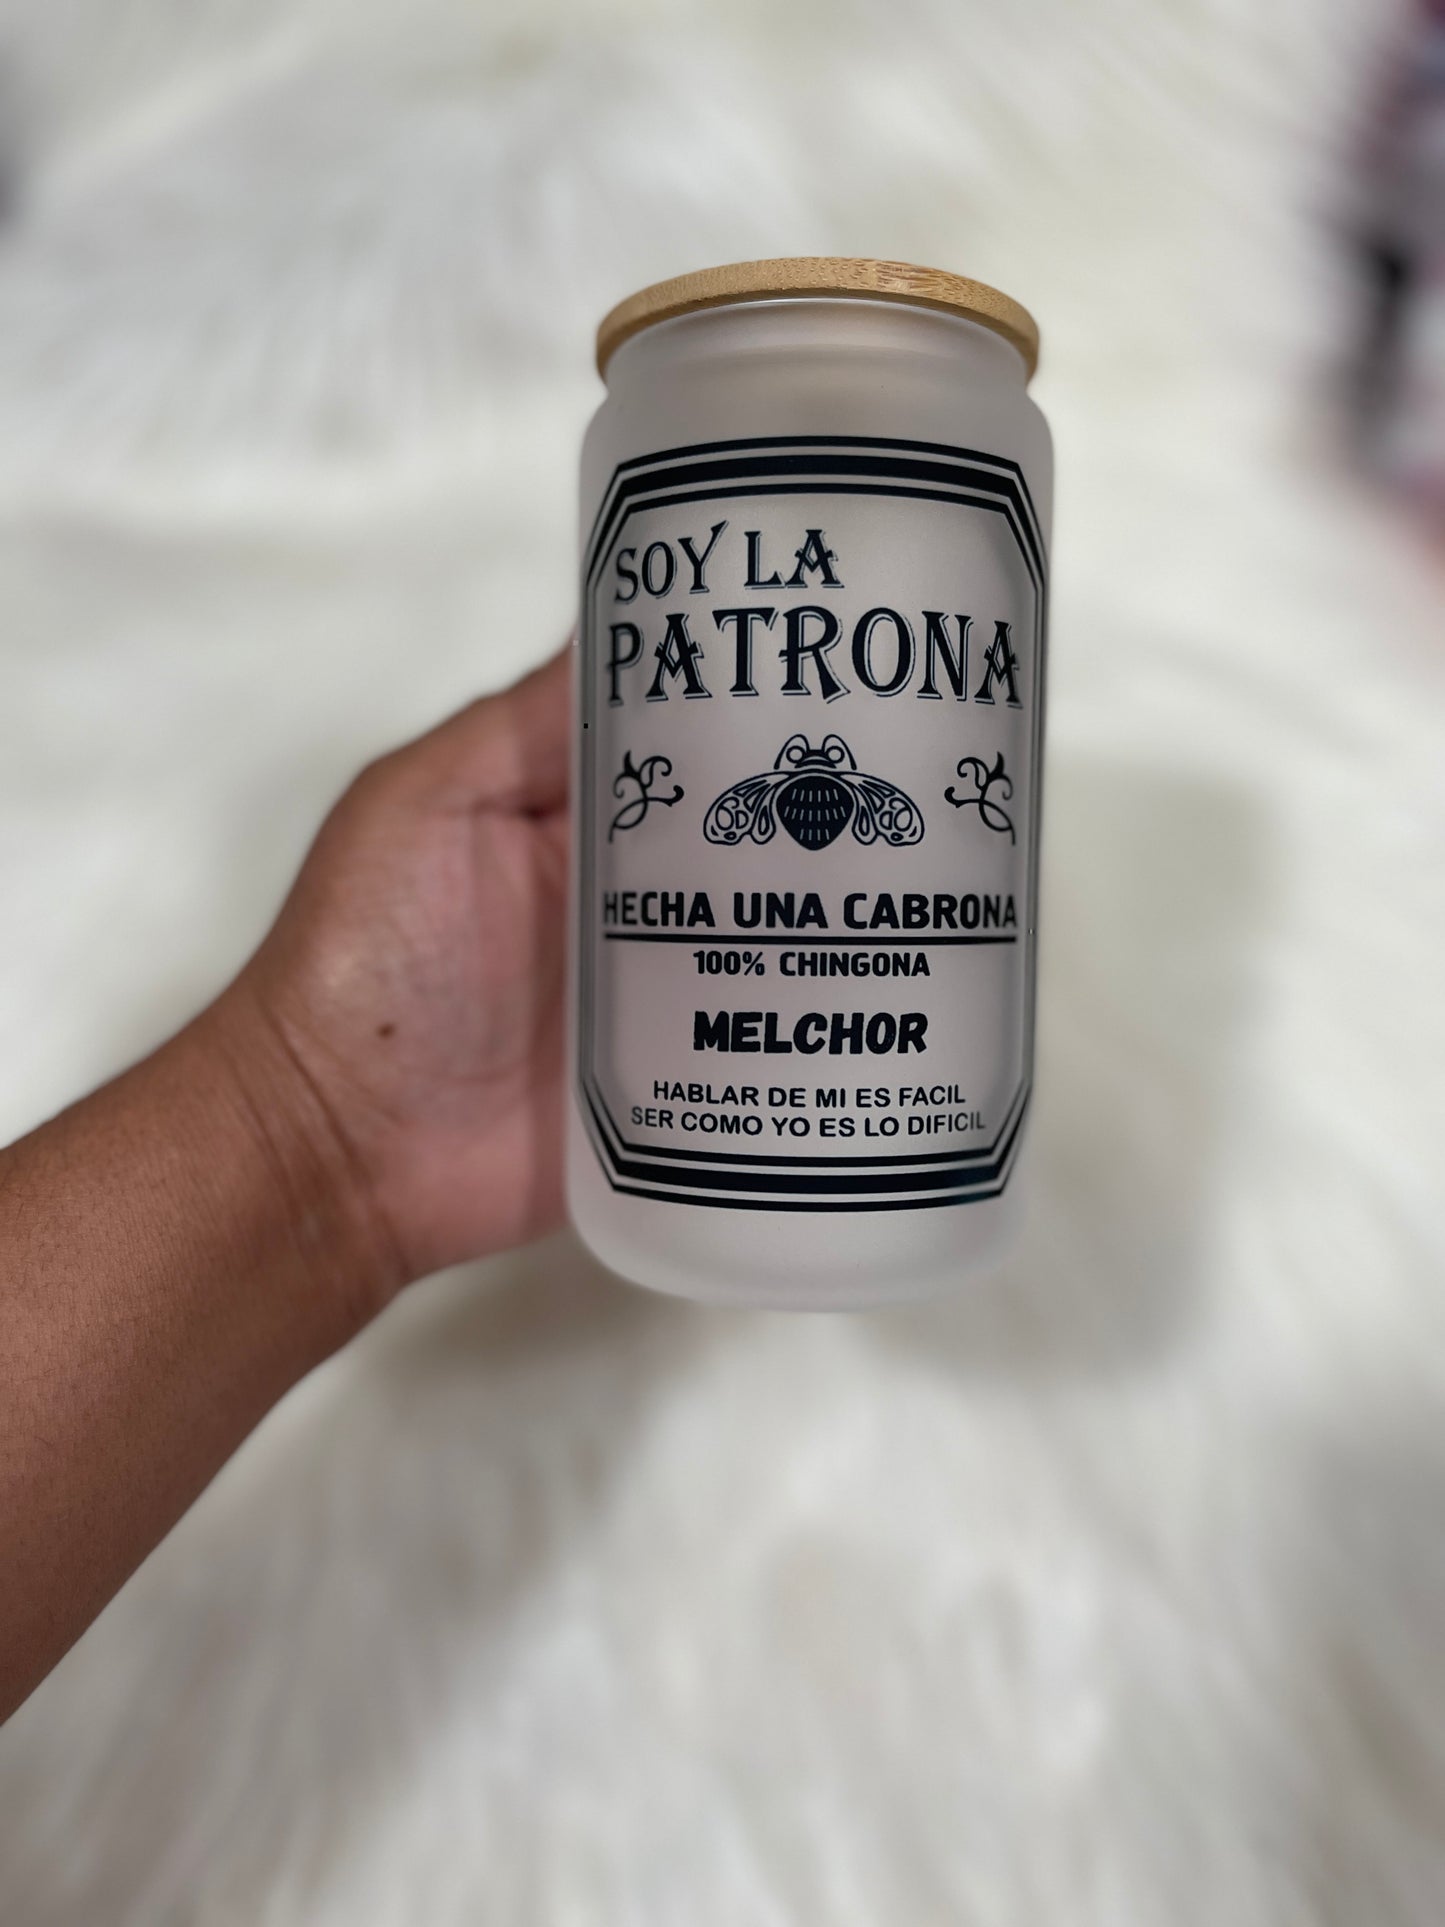 SOY LA
PATRONA
HECHA UNA CABRONA
100% CHINGONA
MELCHOR
HABLAR DE MI ES FACIL
SER COMO YO ES LO DIFICIL